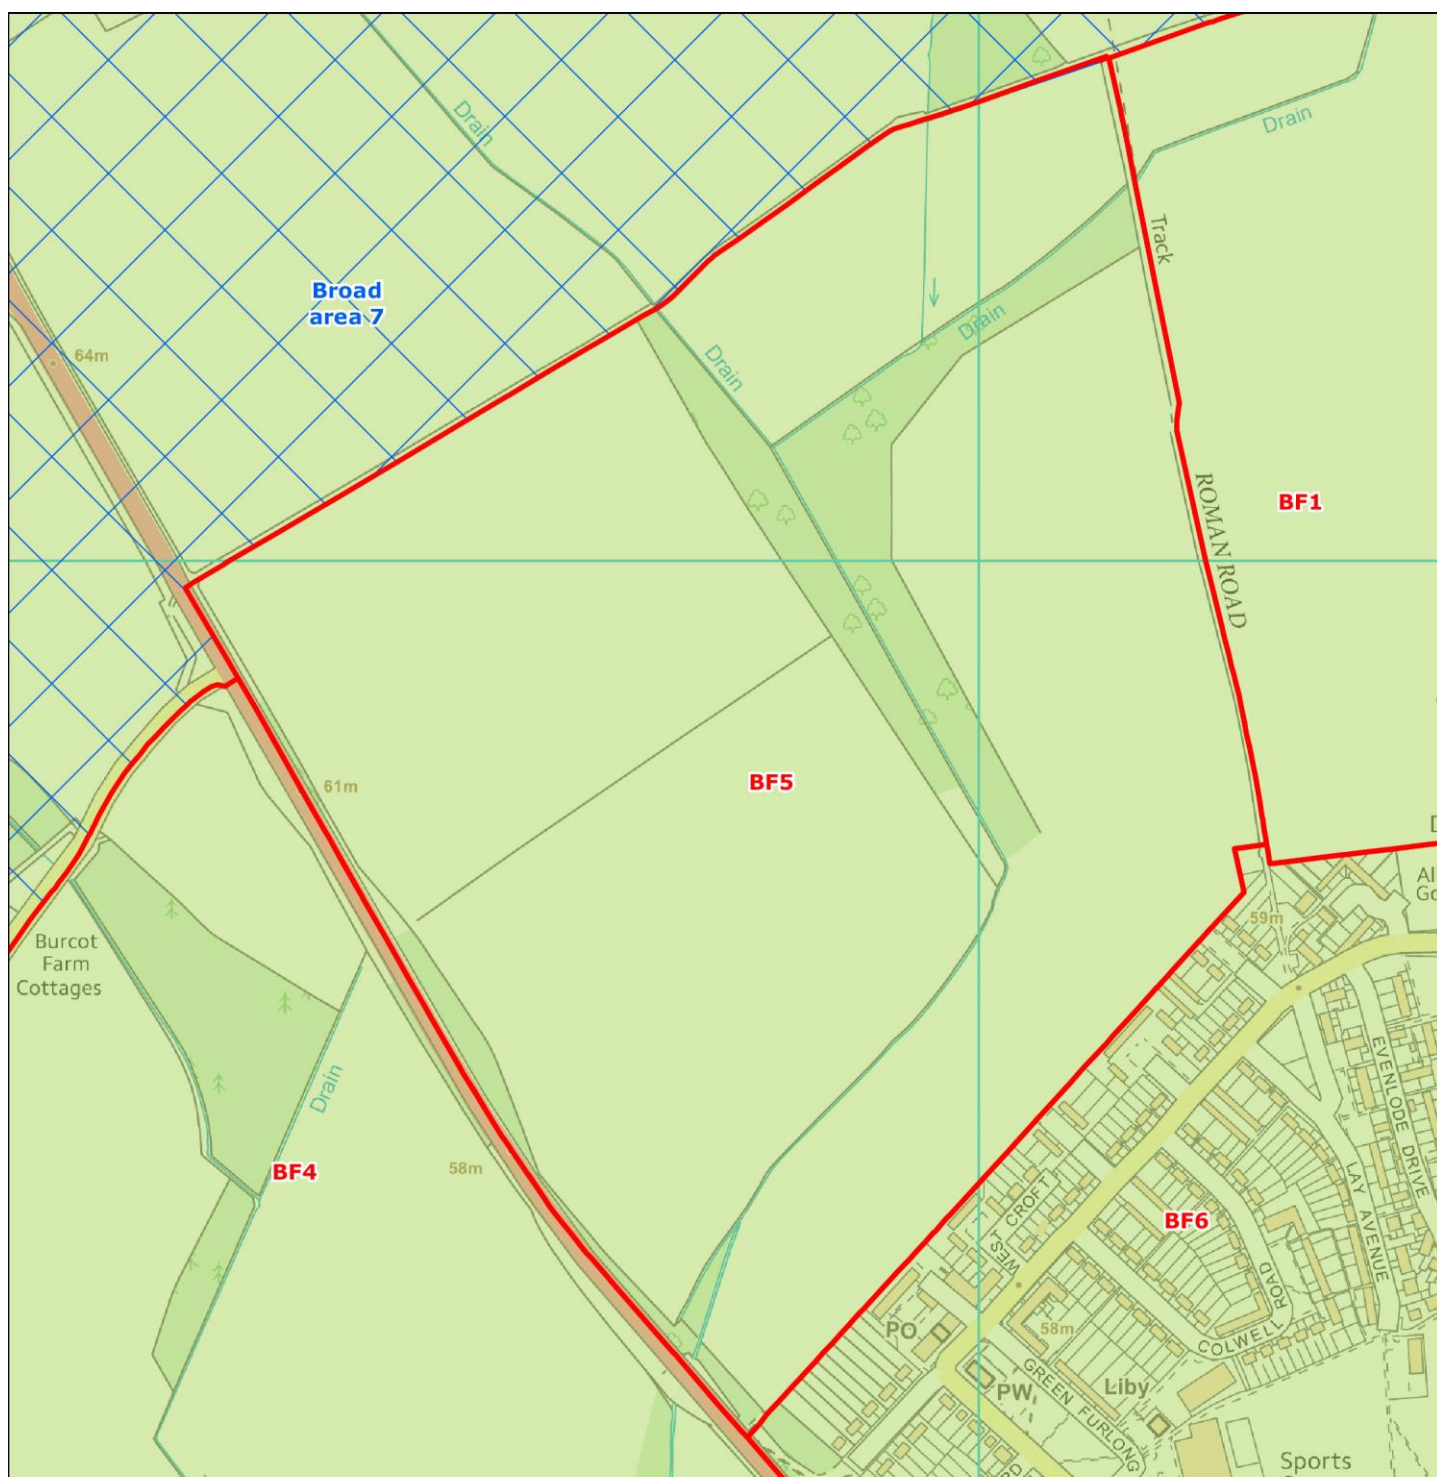 Drain
Drain
Track
Broad
area 7
Drain
Drain
64m
ROMAN ROAD
BF1
BF5
61m
59m
Burcot
Farm
Cottages
EVENLODE DRIVE
Drain
BF4
58m
WEST CROFT
BF6
LAY AVENUE
PO
58m
COLWELL ROAD
PW
GREEN FURLONG
Liby
Sports